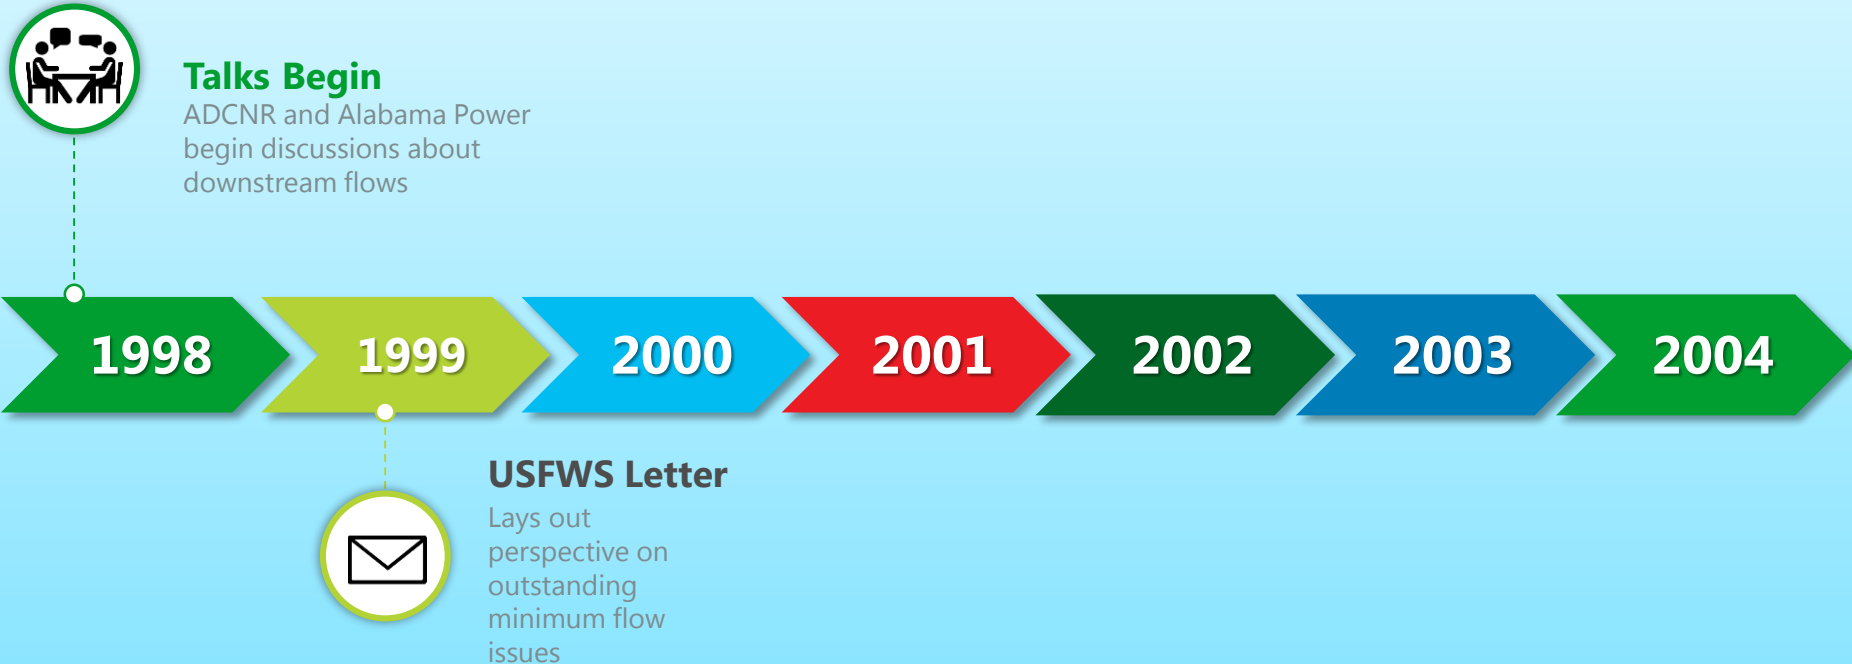 Talks Begin
ADCNR and Alabama Power
begin discussions about
downstream flows
1998
1999
2000
2001
2002
2003
2004
USFWS Letter
Lays out
perspective on
outstanding
minimum flow
issues